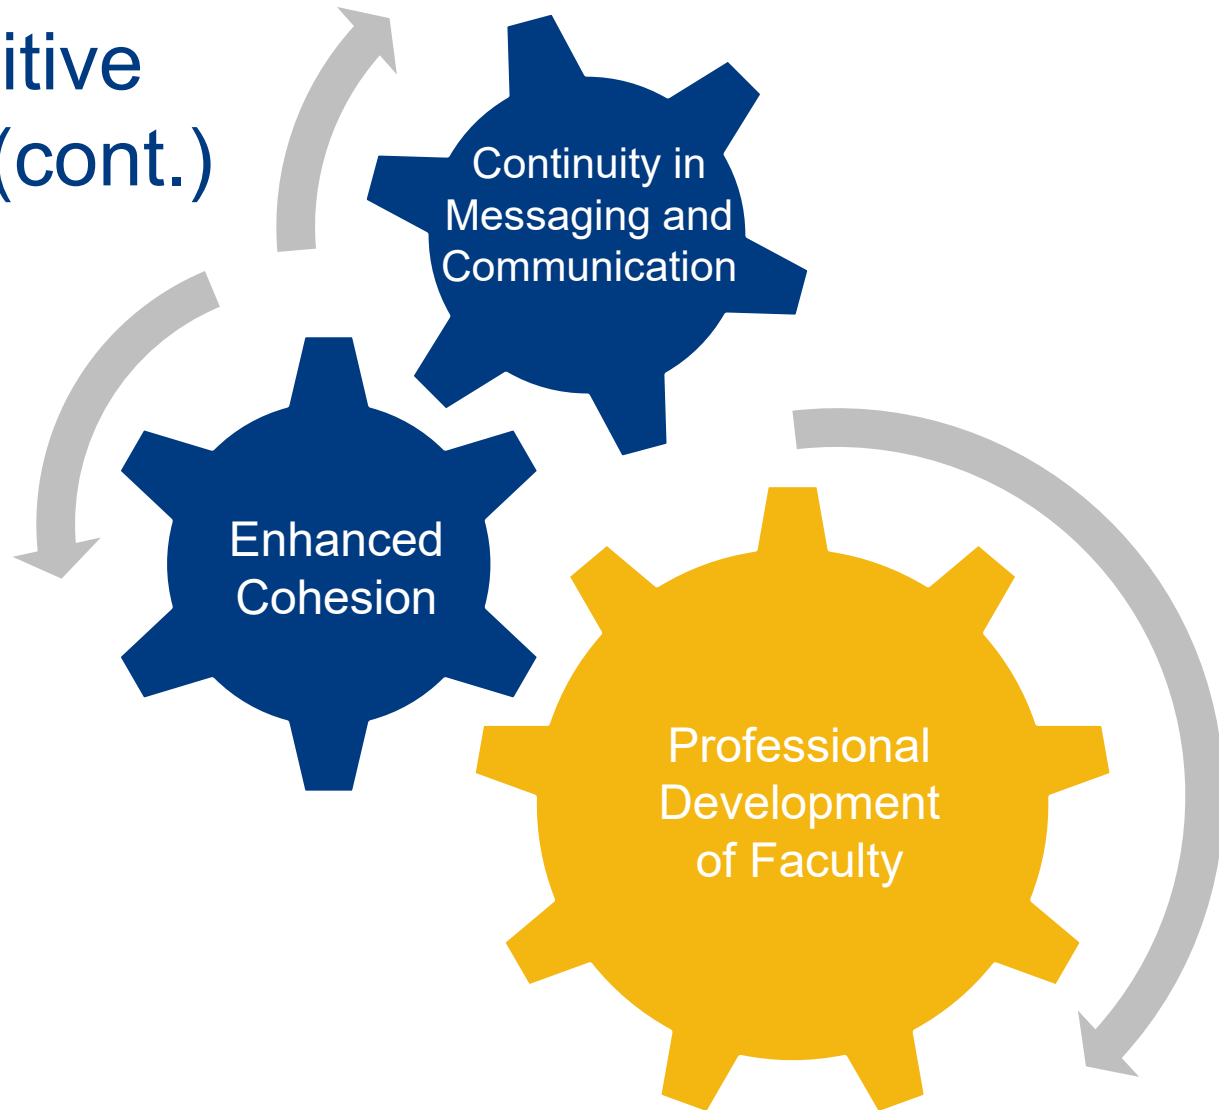 itive
(cont.)
Continuity in
Messaging and
Communication
Enhanced
Cohesion
Professional
Development
of Faculty